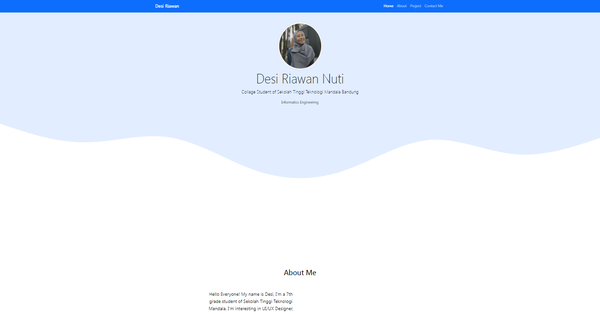 Desi Riawan
Home About Project Contact Me
Desi Riawan Nuti
College Student of Sekolah Tinggi Teknologi Mandala Bandung
Informatics Engineering
About Me
Hello Everyone! My name is Desi. I'm a 7th
grade student of Sekolah Tinggi Teknologi
Mandala. I'm interesting in UI/UX Designer.